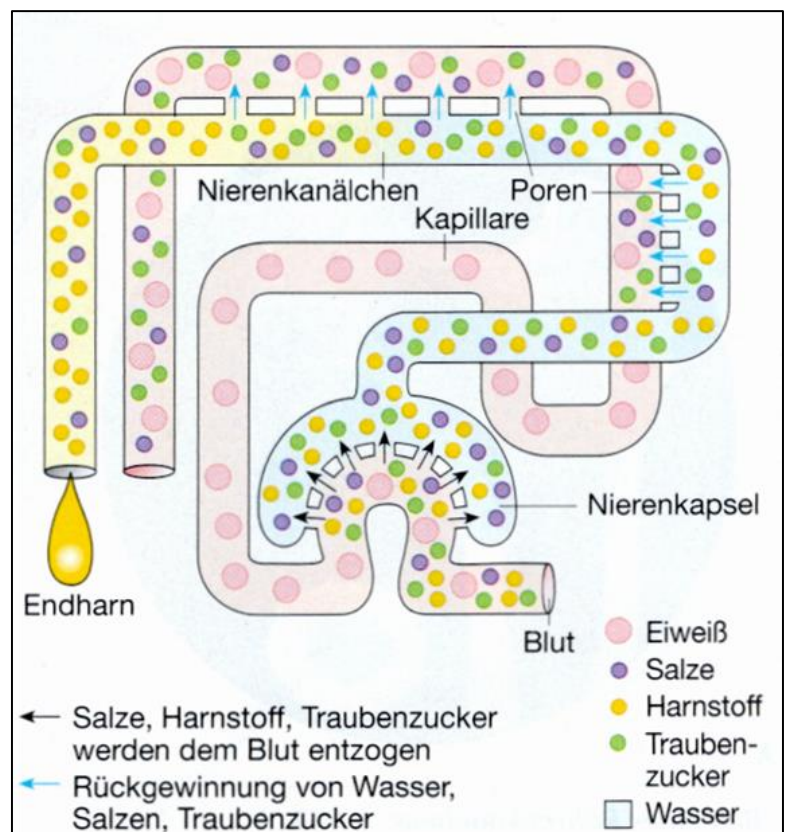 Nierenkanälchen
Poren
Kapillare
Nierenkapsel
Endharn
Blut
Eiweiß
Salze
Harnstoff
Trauben-
zucker
Wasser
Salze, Harnstoff, Traubenzucker
werden dem Blut entzogen
Rückgewinnung von Wasser,
Salzen, Traubenzucker